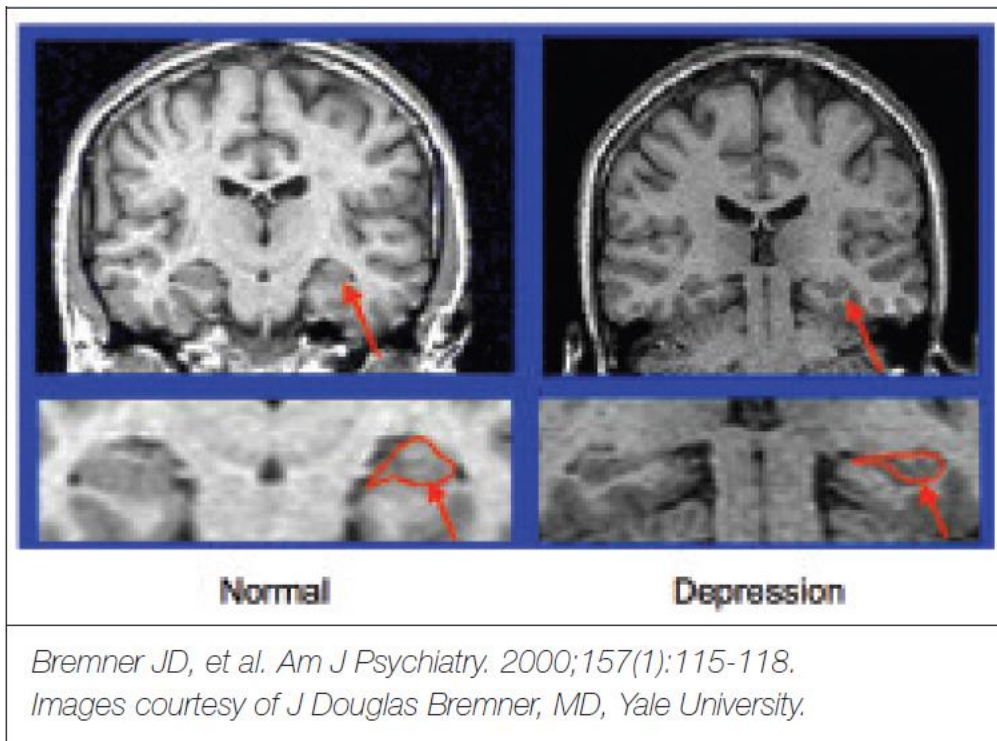 Normal
Depression
Bremner JD, et al. Am J Psychiatry. 2000;157(1):115-118.
Images courtesy of J Douglas Bremner, MD, Yale University.